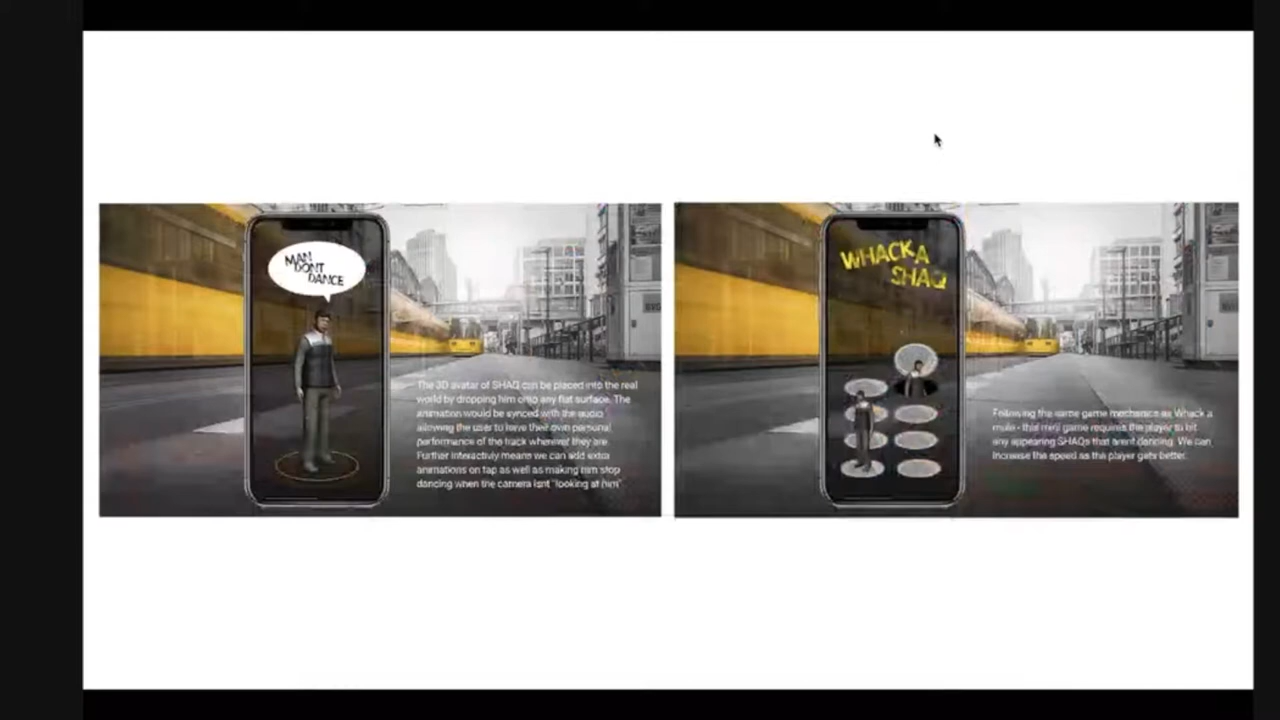 MAN
DONT
DANCE
The 3D avatar of SHAQ can be placed into the real
world by dropping him onto any flat surface. The
animation would be synced with the audio
allowing the user to have their own personal
performance of the track wherever they are.
Further Interactivity means we can add extra
animations on tap as well as making him stop
dancing when the camera isnt "looking at him"
WHACKA
SHAQ
Following the same game mechanics as Whack a
mole - this mini game requires the player to hit
any appearing SHAQs that arent dancing. We can
increase the speed as the player gets better.